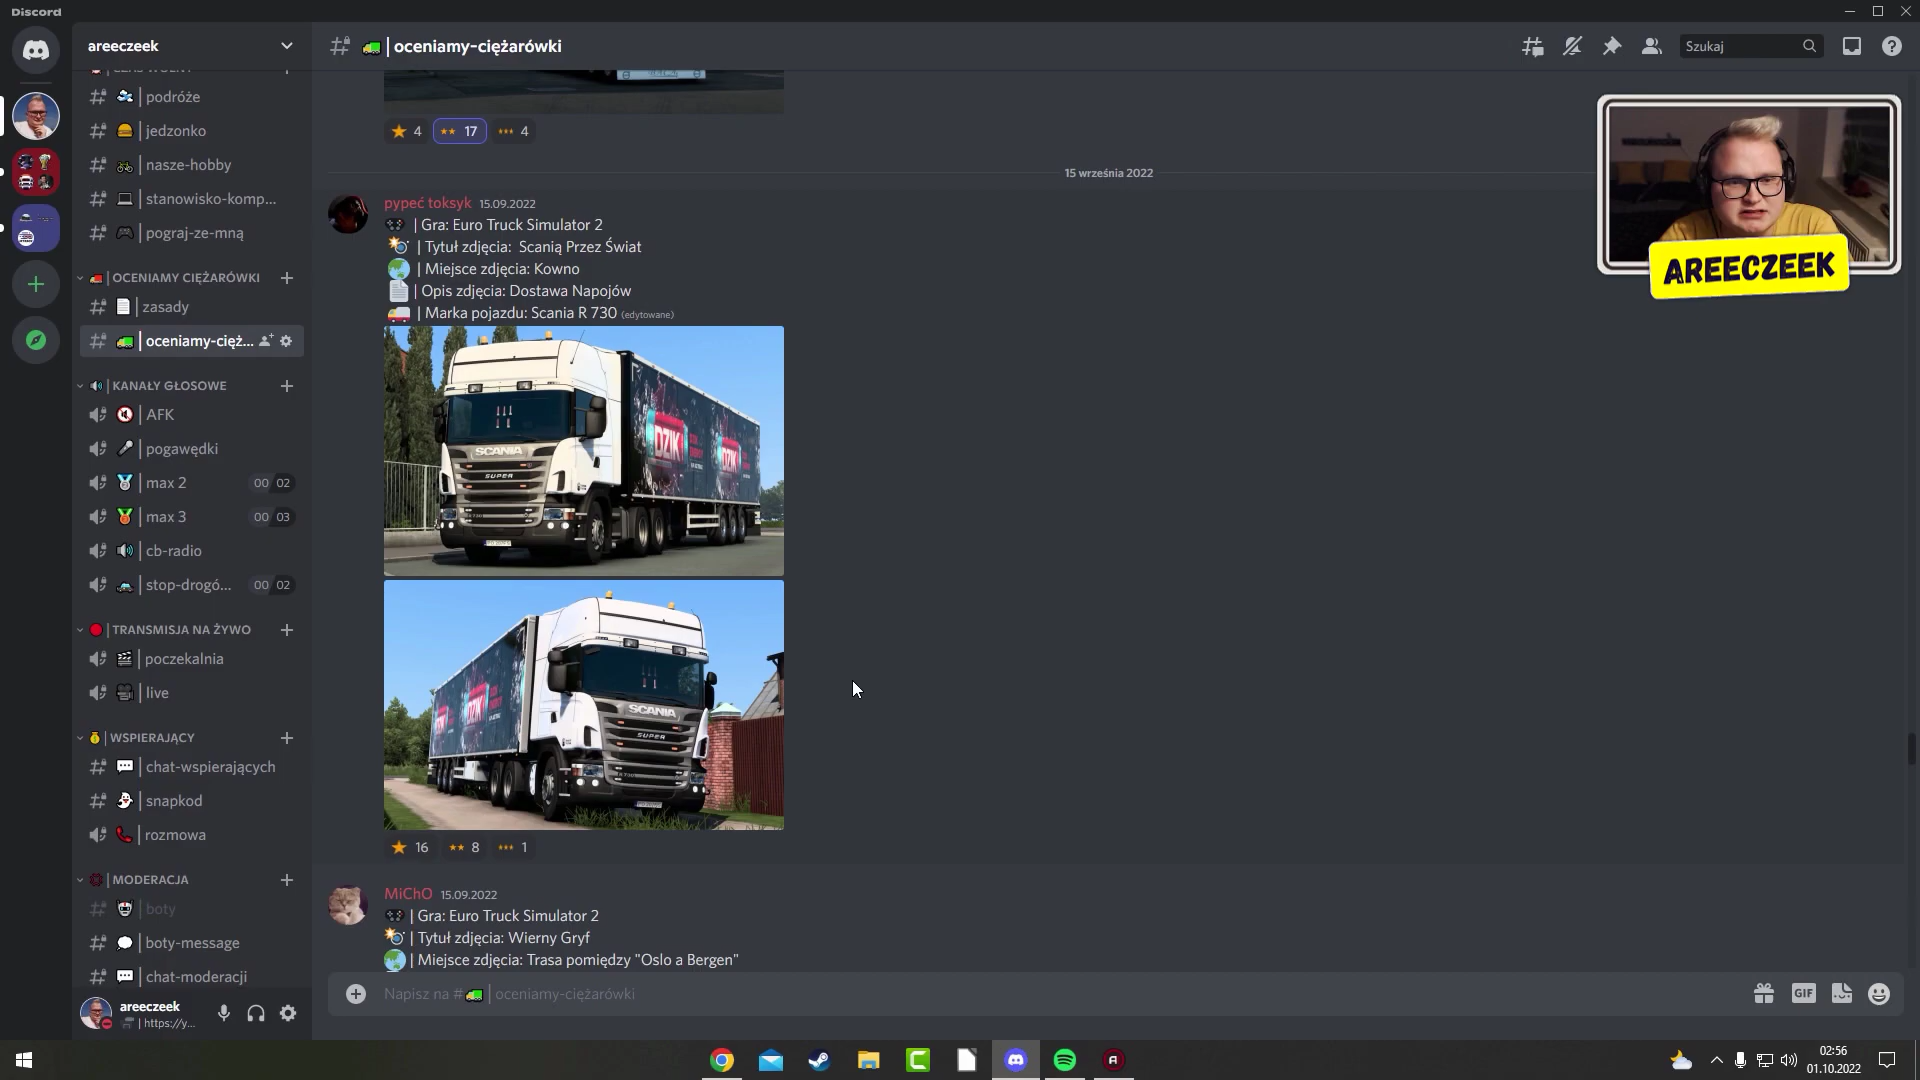 Discord
areeczeek
| oceniamy-ciężarówki
Szukaj
| podróże
| jedzonko
| nasze-hobby
| stanowisko-komp...
| pograj-ze-mną
| OCENIAMY CIĘŻARÓWKI
| zasady
| oceniamy-cięż...
| KANAŁY GŁOSOWE
| AFK
| pogawędki
| max 2 00 02
| max 3 00 03
| cb-radio
| stop-drogó... 00 02
| TRANSMISJA NA ŻYWO
| poczekalnia
| live
| WSPIERAJĄCY
| chat-wspierających
| snapkod
| rozmowa
| MODERACJA
| boty
| boty-message
| chat-moderacji
areeczeek
| https://y...
4 17 4
15 września 2022
pypeć toksyk 15.09.2022
| Gra: Euro Truck Simulator 2
| Tytuł zdjęcia: Scanią Przez Świat
| Miejsce zdjęcia: Kowno
| Opis zdjęcia: Dostawa Napojów
| Marka pojazdu: Scania R 730 (edytowane)
SCANIA
SUPER
DZIK
DZIK
SCANIA
SUPER
DZIK
16 8 1
MiChO 15.09.2022
| Gra: Euro Truck Simulator 2
| Tytuł zdjęcia: Wierny Gryf
| Miejsce zdjęcia: Trasa pomiędzy "Oslo a Bergen"
Napisz na # | oceniamy-ciężarówki
GIF
AREECZEEK
02:56
01.10.2022